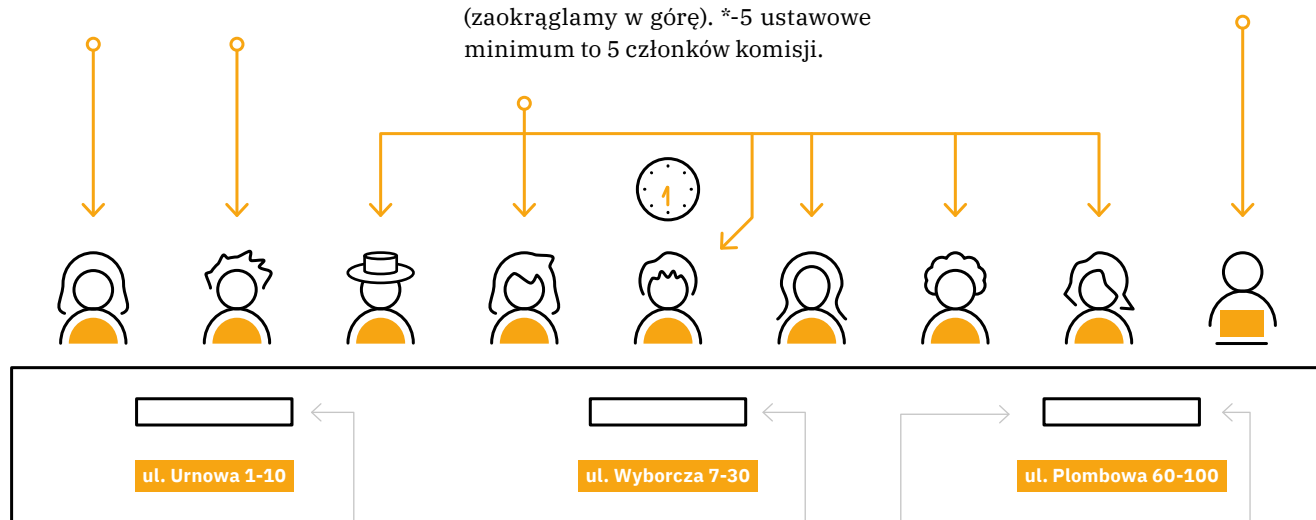 (zaokrąglamy w górę). *-5 ustawowe
minimum to 5 członków komisji.
1
ul. Urnowa 1-10
ul. Wyborcza 7-30
ul. Plombowa 60-100